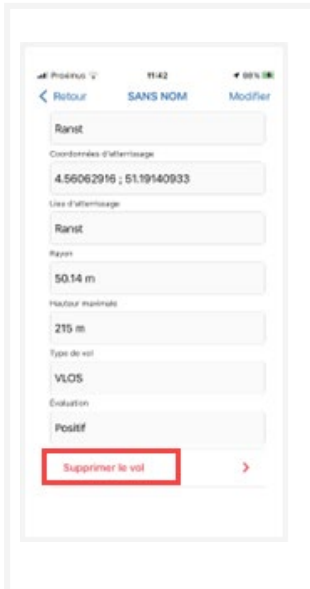 Proximus 11:42
Retour SANS NOM Modifier
Ranst
Coordonnées d'atterrissage
4.56062916 ; 51.19140933
Lieu d'atterrissage
Ranst
Rayon
50.14 m
Hauteur maximale
215 m
Type de vol
VLOS
Évaluation
Positif
Supprimer le vol